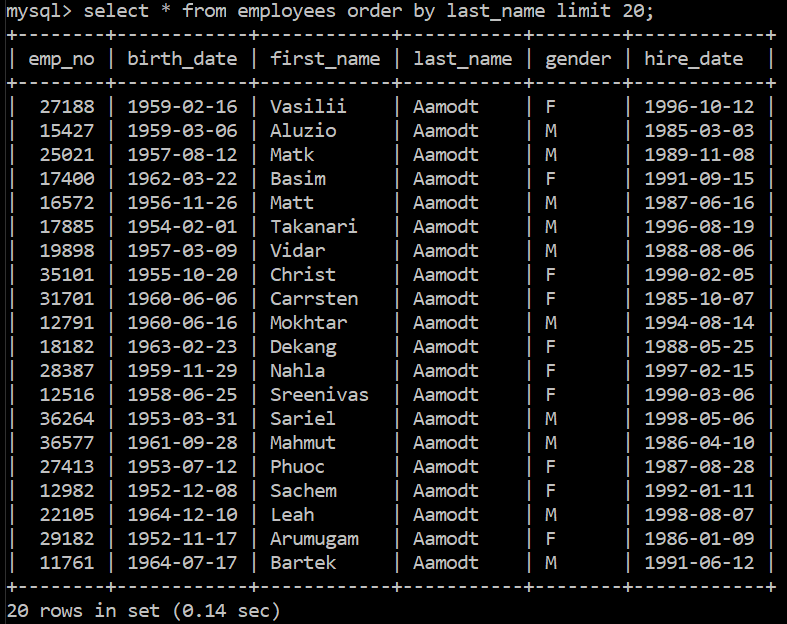 mysql> select * from employees order by last_name limit 20;
+--------+------------+------------+-----------+--------+------------+
| emp_no | birth_date | first_name | last_name | gender | hire_date  |
+--------+------------+------------+-----------+--------+------------+
|  27188 | 1959-02-16 | Vasilii    | Aamodt    | F      | 1996-10-12 |
|  15427 | 1959-03-06 | Aluzio     | Aamodt    | M      | 1985-03-03 |
|  25021 | 1957-08-12 | Matk       | Aamodt    | M      | 1989-11-08 |
|  17400 | 1962-03-22 | Basim      | Aamodt    | F      | 1991-09-15 |
|  16572 | 1956-11-26 | Matt       | Aamodt    | M      | 1987-06-16 |
|  17885 | 1954-02-01 | Takanari   | Aamodt    | M      | 1996-08-19 |
|  19898 | 1957-03-09 | Vidar      | Aamodt    | M      | 1988-08-06 |
|  35101 | 1955-10-20 | Christ     | Aamodt    | F      | 1990-02-05 |
|  31701 | 1960-06-06 | Carrsten   | Aamodt    | F      | 1985-10-07 |
|  12791 | 1960-06-16 | Mokhtar    | Aamodt    | M      | 1994-08-14 |
|  18182 | 1963-02-23 | Dekang     | Aamodt    | F      | 1988-05-25 |
|  28387 | 1959-11-29 | Nahla      | Aamodt    | F      | 1997-02-15 |
|  12516 | 1958-06-25 | Sreenivas  | Aamodt    | F      | 1990-03-06 |
|  36264 | 1953-03-31 | Sariel     | Aamodt    | M      | 1998-05-06 |
|  36577 | 1961-09-28 | Mahmut     | Aamodt    | M      | 1986-04-10 |
|  27413 | 1953-07-12 | Phuoc      | Aamodt    | F      | 1987-08-28 |
|  12982 | 1952-12-08 | Sachem     | Aamodt    | F      | 1992-01-11 |
|  22105 | 1964-12-10 | Leah       | Aamodt    | M      | 1998-08-07 |
|  29182 | 1952-11-17 | Arumugam   | Aamodt    | F      | 1986-01-09 |
|  11761 | 1964-07-17 | Bartek     | Aamodt    | M      | 1991-06-12 |
+--------+------------+------------+-----------+--------+------------+
20 rows in set (0.14 sec)